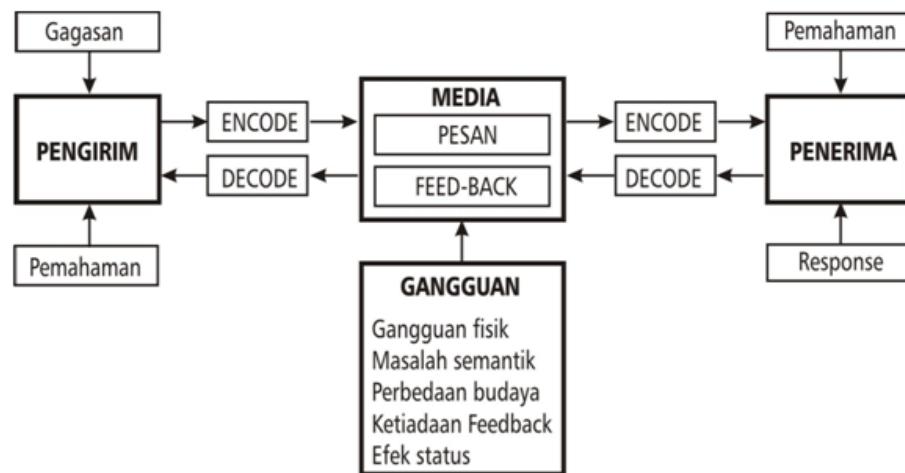 Gagasan
Pemahaman
PENGIRIM
ENCODE
DECODE
MEDIA
PESAN
FEED-BACK
ENCODE
DECODE
PENERIMA
Pemahaman
Response
GANGGUAN
Gangguan fisik
Masalah semantik
Perbedaan budaya
Ketiadaan Feedback
Efek status